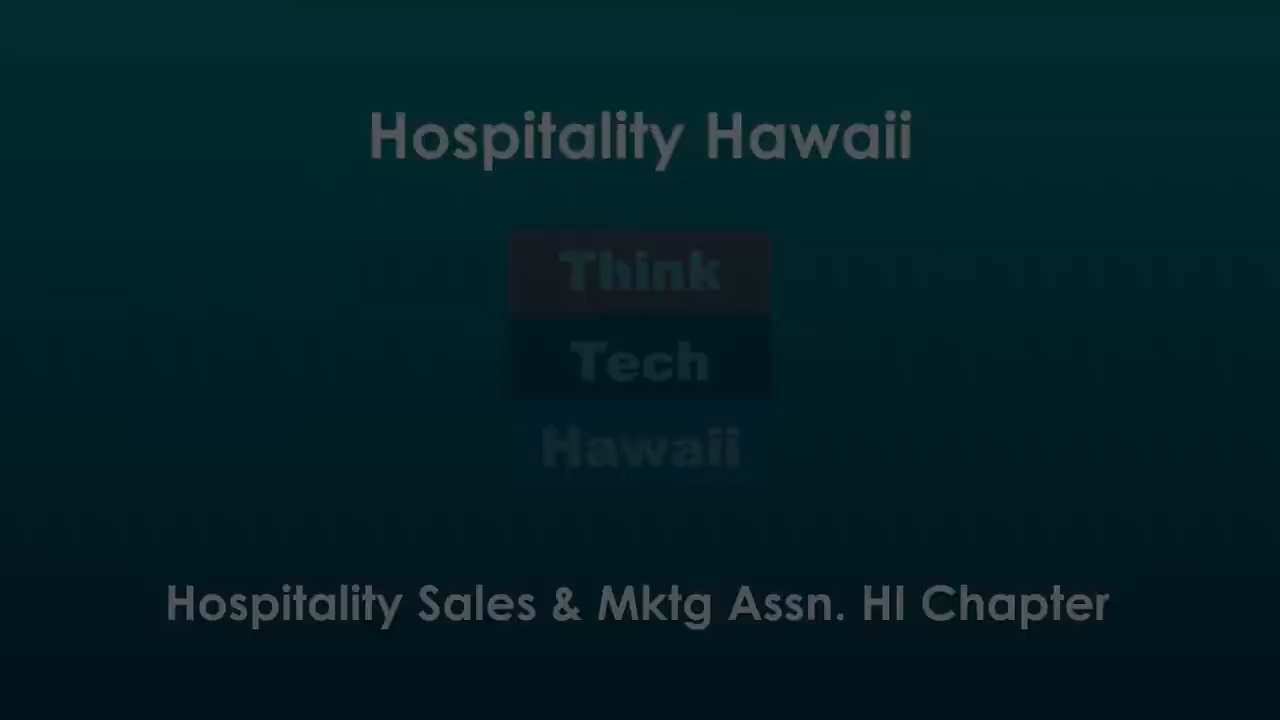 Hospitality Hawaii
Think
Tech
Hawaii
Hospitality Sales & Mktg Assn. HI Chapter